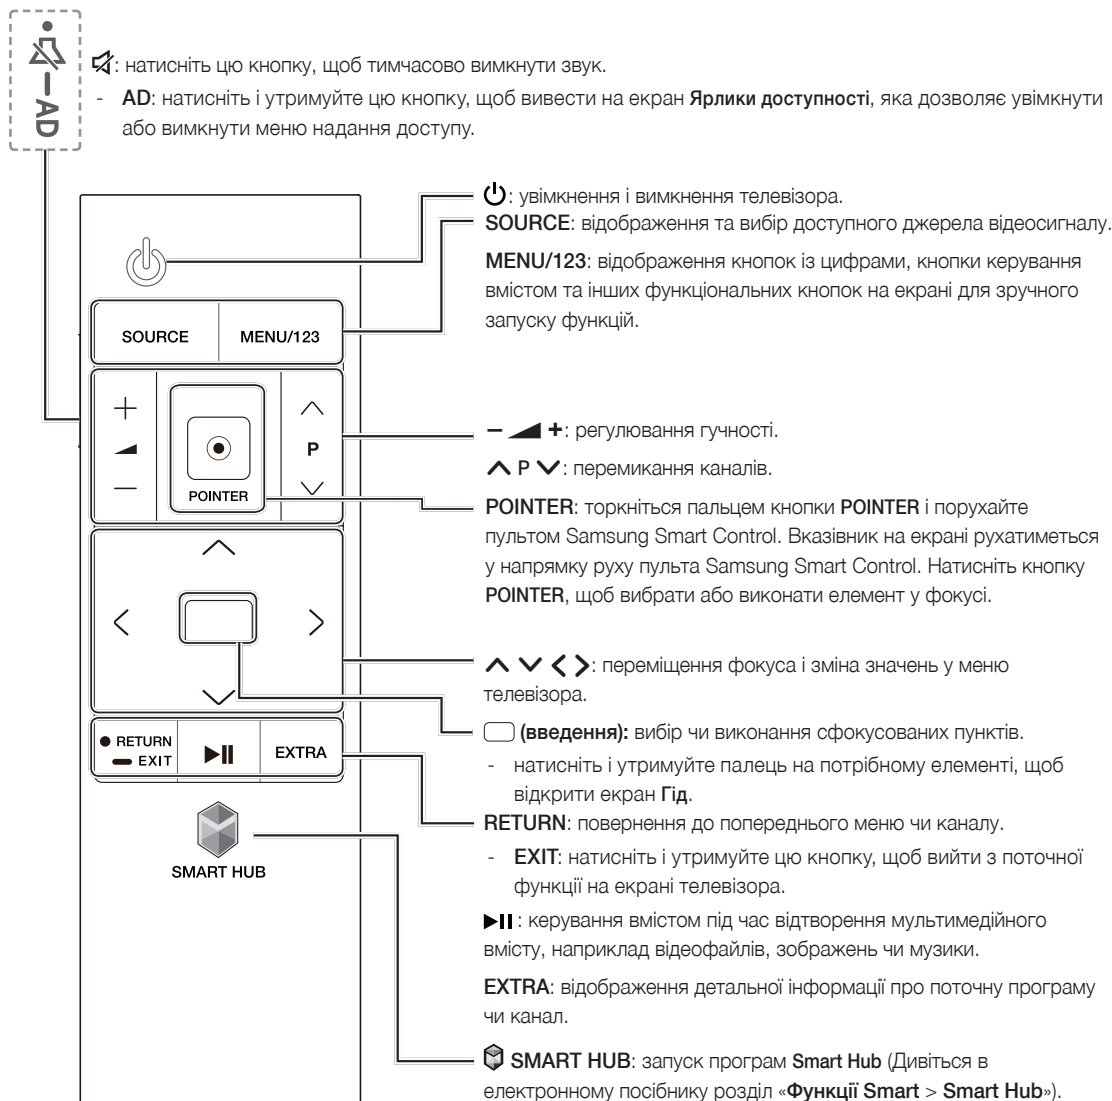 AD
: натисніть цю кнопку, щоб тимчасово вимкнути звук.
- AD: натисніть і утримуйте цю кнопку, щоб вивести на екран Ярлики доступності, яка дозволяє увімкнути
або вимкнути меню надання доступу.
: увімкнення і вимкнення телевізора.
SOURCE: відображення та вибір доступного джерела відеосигналу.
MENU/123: відображення кнопок із цифрами, кнопки керування
вмістом та інших функціональних кнопок на екрані для зручного
запуску функцій.
SOURCE MENU/123
P
POINTER
− +: регулювання гучності.
P : перемикання каналів.
POINTER: торкніться пальцем кнопки POINTER і порухайте
пультом Samsung Smart Control. Вказівник на екрані рухатиметься
у напрямку руху пульта Samsung Smart Control. Натисніть кнопку
POINTER, щоб вибрати або виконати елемент у фокусі.
: переміщення фокуса і зміна значень у меню
телевізора.
(введення): вибір чи виконання сфокусованих пунктів.
- натисніть і утримуйте палець на потрібному елементі, щоб
відкрити екран Гід.
RETURN
EXIT
EXTRA
SMART HUB
RETURN: повернення до попереднього меню чи каналу.
- EXIT: натисніть і утримуйте цю кнопку, щоб вийти з поточної
функції на екрані телевізора.
: керування вмістом під час відтворення мультимедійного
вмісту, наприклад відеофайлів, зображень чи музики.
EXTRA: відображення детальної інформації про поточну програму
чи канал.
SMART HUB: запуск програм Smart Hub (Дивіться в
електронному посібнику розділ «Функції Smart > Smart Hub»).